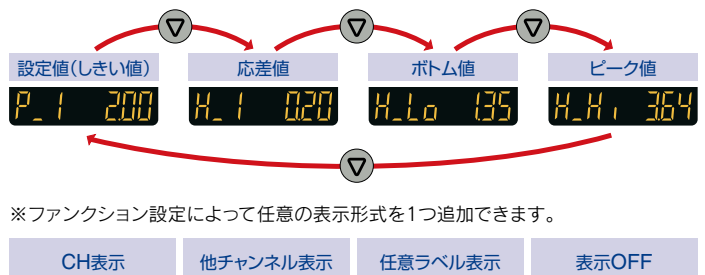 設定値(しきい値) 応差値 ボトム値 ピーク値
P_1 2.00 H_1 0.20 H_Lo 1.35 H_Hi 3.64
※ファンクション設定によって任意の表示形式を1つ追加できます。
CH表示 他チャンネル表示 任意ラベル表示 表示OFF